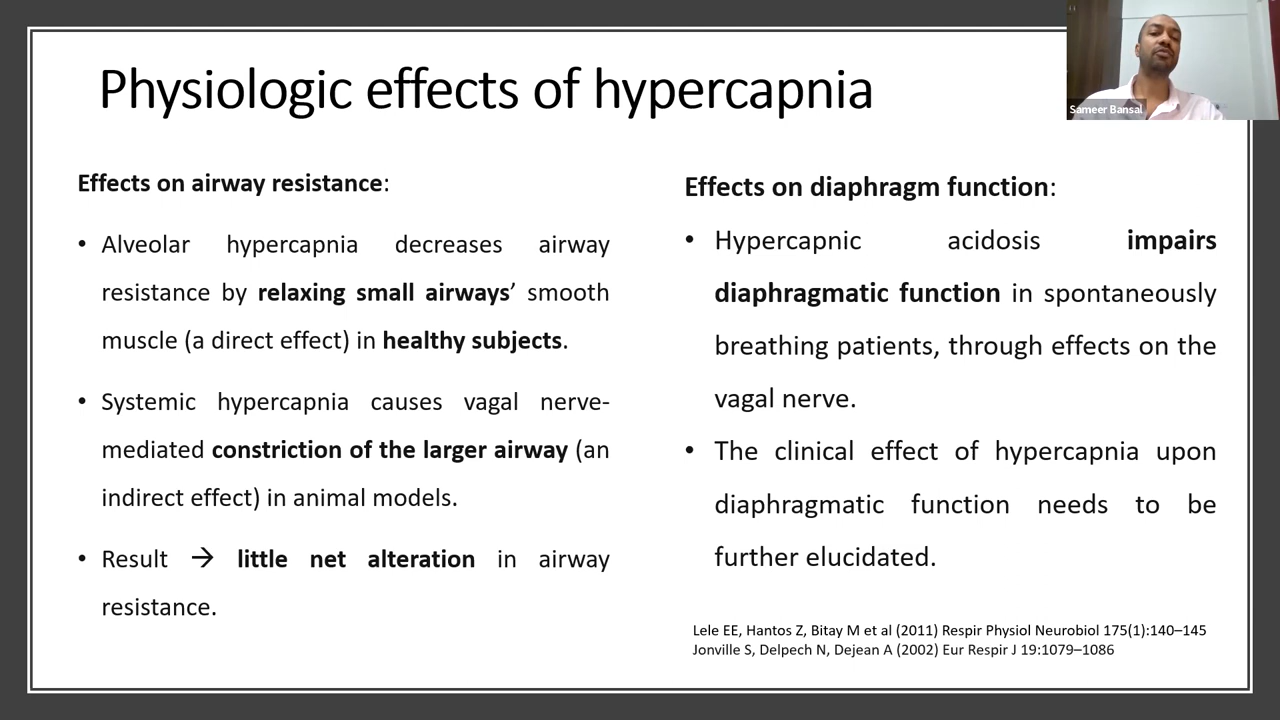 Physiologic effects of hypercapnia
Sameer Bansal
Effects on airway resistance:
• Alveolar hypercapnia decreases airway
resistance by relaxing small airways’ smooth
muscle (a direct effect) in healthy subjects.
• Systemic hypercapnia causes vagal nerve-
mediated constriction of the larger airway (an
indirect effect) in animal models.
• Result → little net alteration in airway
resistance.
Effects on diaphragm function:
• Hypercapnic acidosis impairs
diaphragmatic function in spontaneously
breathing patients, through effects on the
vagal nerve.
• The clinical effect of hypercapnia upon
diaphragmatic function needs to be
further elucidated.
Lele EE, Hantos Z, Bitay M et al (2011) Respir Physiol Neurobiol 175(1):140–145
Jonville S, Delpech N, Dejean A (2002) Eur Respir J 19:1079–1086